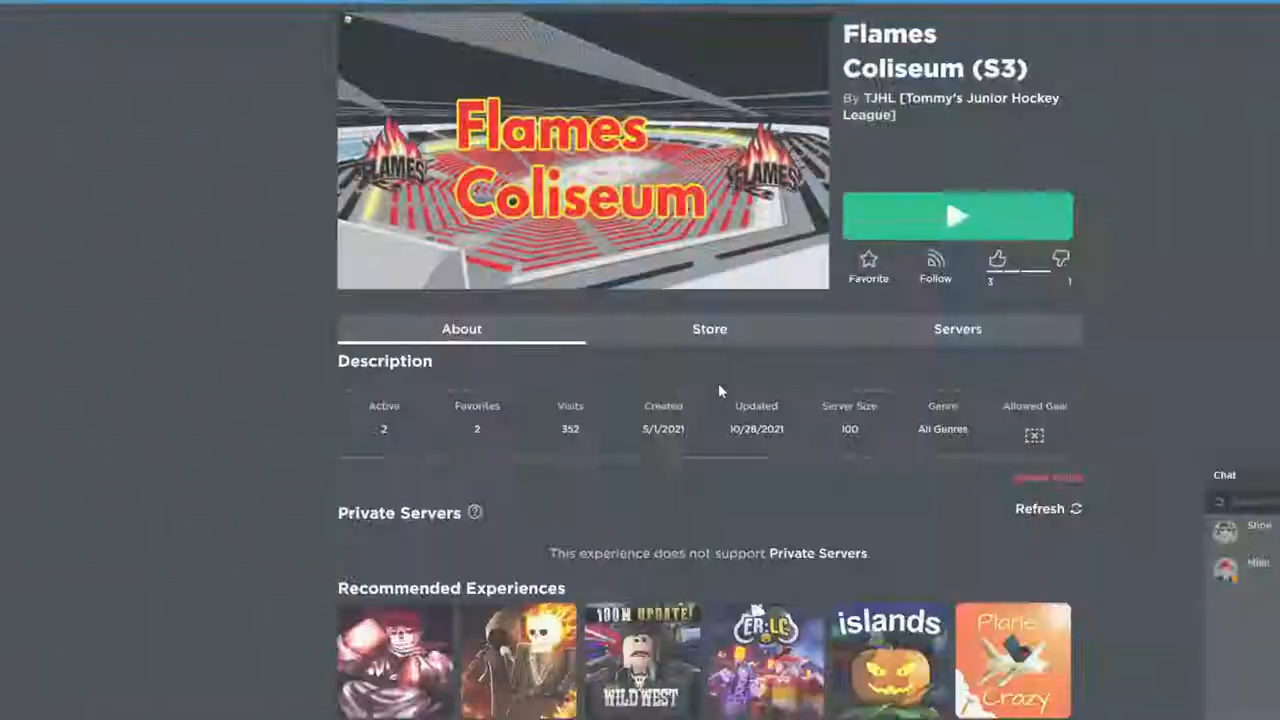 Flames
Coliseum (S3)
By TJHL [Tommy's Junior Hockey
League]
Flames
Coliseum
FLAMES
FLAMES
Favorite
Follow
3
1
About
Store
Servers
Description
Active
Favorites
Visits
Created
Updated
Server Size
Genre
Allowed Gear
2
2
352
5/1/2021
10/28/2021
100
All Genres
Chat
Private Servers
Refresh
This experience does not support Private Servers.
Recommended Experiences
100M UPDATE!
WILD WEST
ER:LC
islands
Plane
Crazy